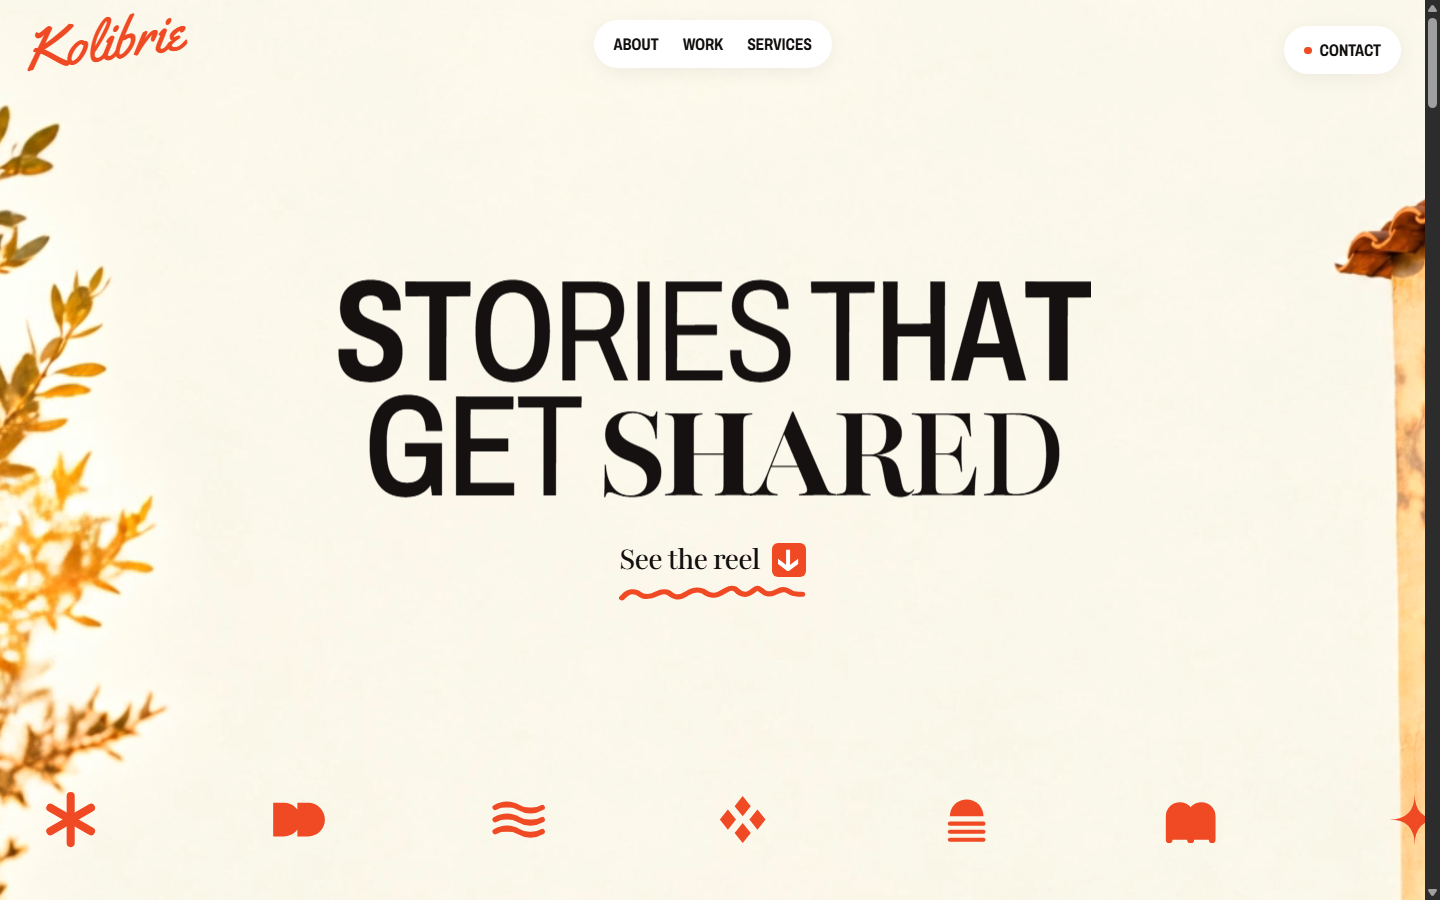 Kolibrie
ABOUT WORK SERVICES
CONTACT
STORIES THAT
GET SHARED
See the reel